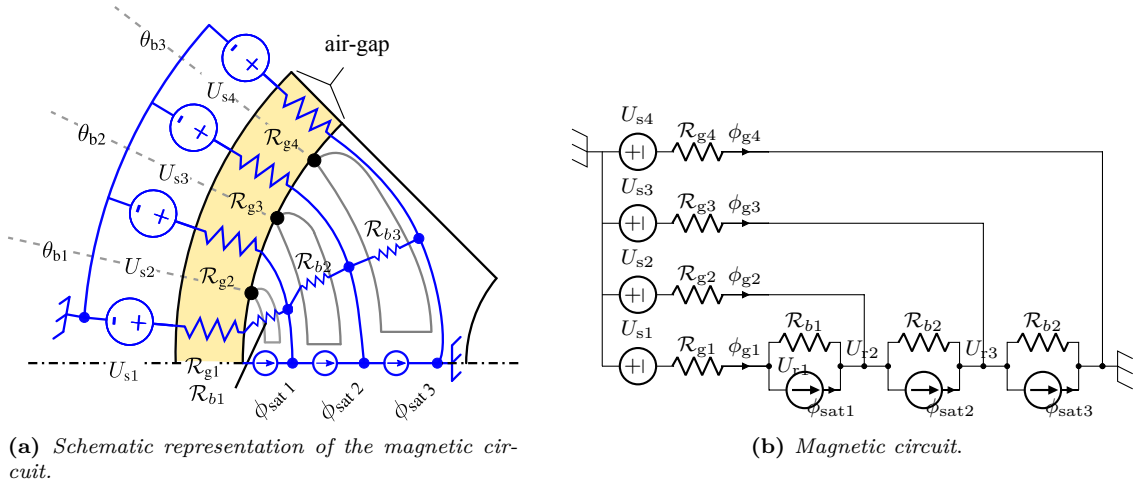 θb3
air-gap
Us4
Rg4
θb2
Us3
Rg3
Rb3
θb1
Us2
Rg2
Rb2
Us1
Rg1
Rb1
ϕsat 1
ϕsat 2
ϕsat 3
(a) Schematic representation of the magnetic cir-
cuit.
Us4
Rg4
ϕg4
Us3
Rg3
ϕg3
Us2
Rg2
ϕg2
Us1
Rg1
ϕg1
Rb1
Rb2
Rb2
Ur1
Ur2
Ur3
ϕsat1
ϕsat2
ϕsat3
(b) Magnetic circuit.